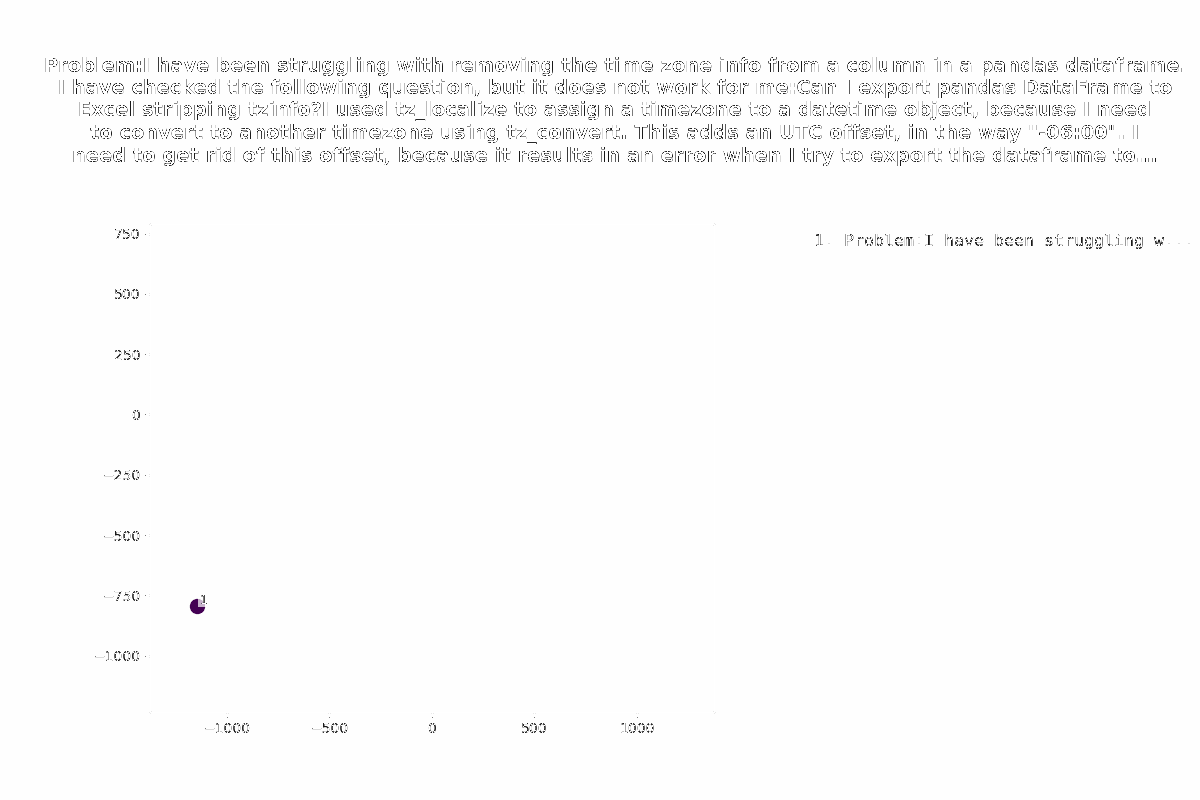 Problem:I have been struggling with removing the time zone info from a column in a pandas dataframe.
I have checked the following question, but it does not work for me:Can I export pandas DataFrame to
Excel stripping tzinfo?I used tz_localize to assign a timezone to a datetime object, because I need
to convert to another timezone using tz_convert. This adds an UTC offset, in the way "-06:00". I
need to get rid of this offset, because it results in an error when I try to export the dataframe to...
750
1. Problem:I have been struggling w...
500
250
0
−250
−500
−750
1
−1000
−1000 −500 0 500 1000